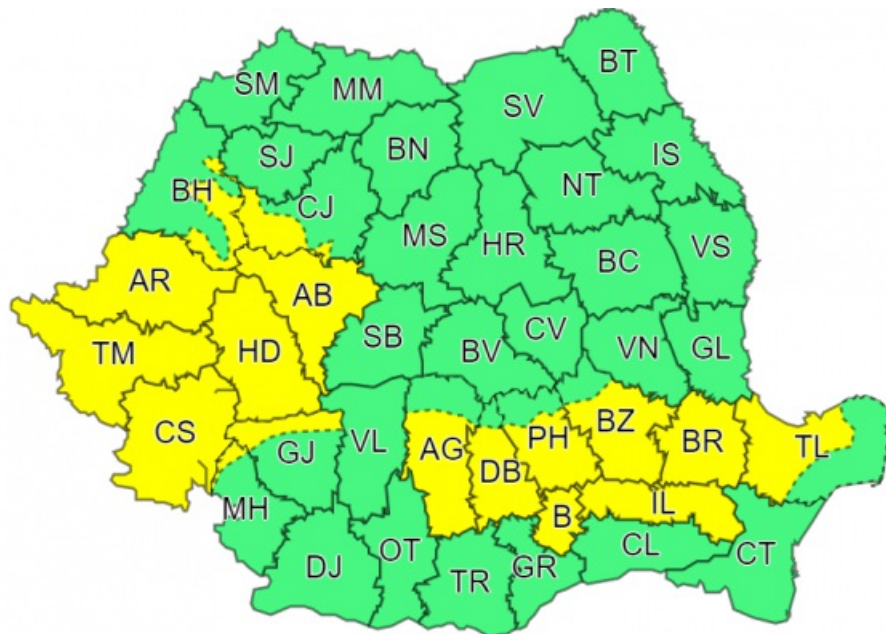 BT
SM
MM
SV
SJ
BN
IS
BH
CJ
NT
MS
HR
BC
VS
AR
AB
TM
HD
SB
BV
CV
VN
GL
CS
GJ
VL
AG
DB
PH
BZ
BR
TL
MH
B
IL
DJ
OT
TR
GR
CL
CT